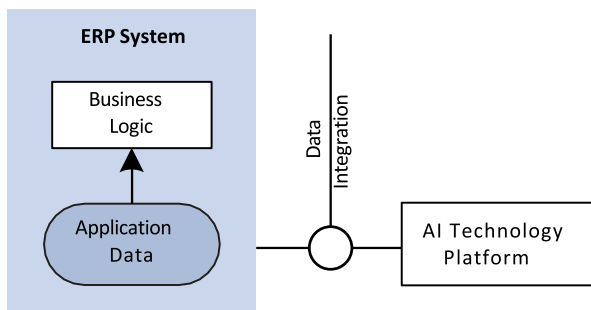 ERP System
Business
Logic
Application
Data
Data
Integration
AI Technology
Platform